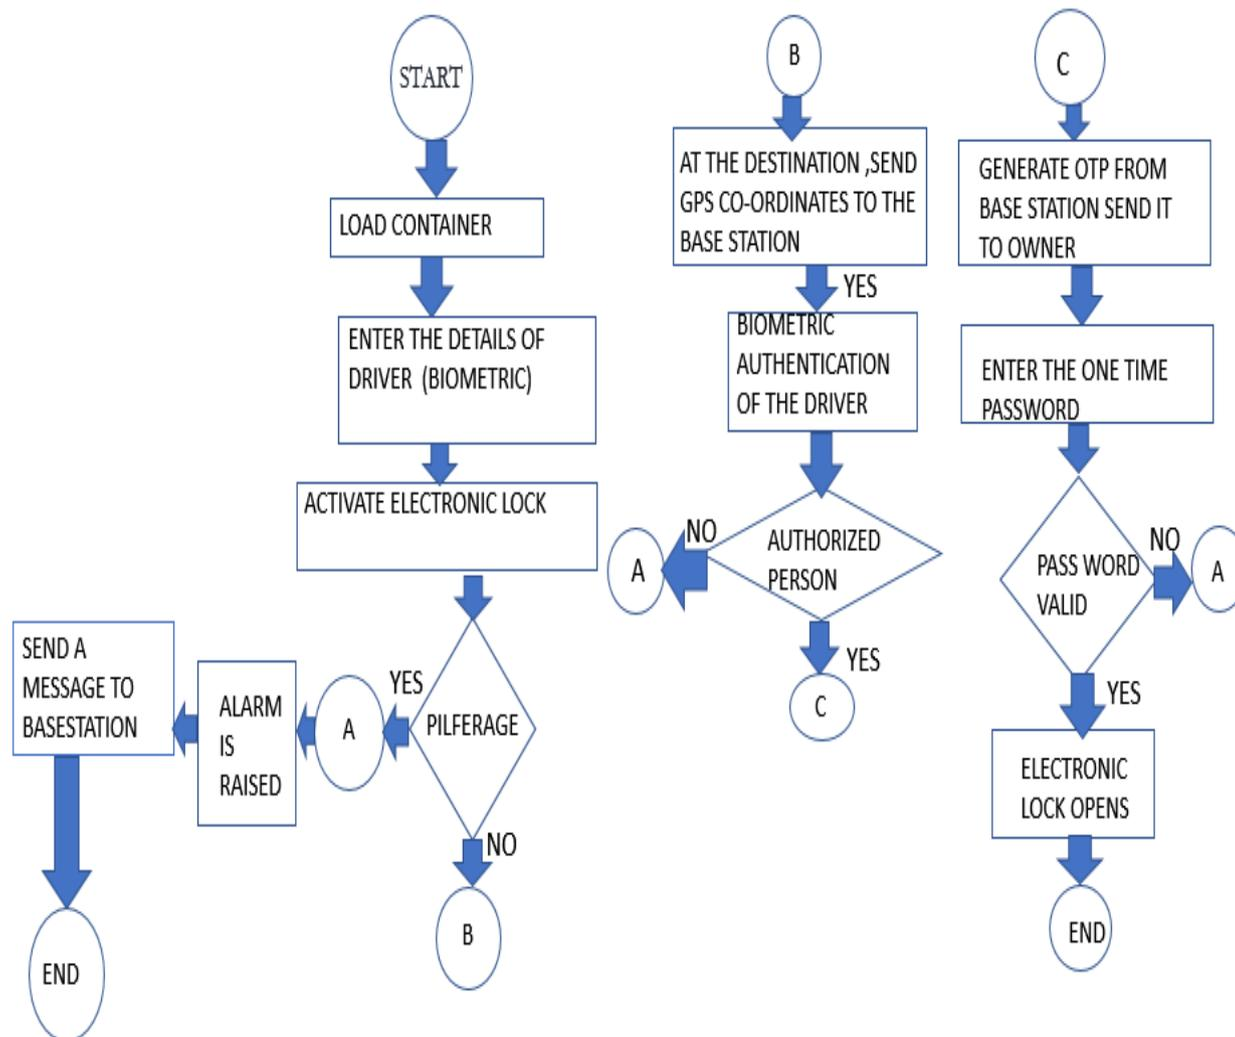 START
LOAD CONTAINER
ENTER THE DETAILS OF
DRIVER (BIOMETRIC)
ACTIVATE ELECTRONIC LOCK
PILFERAGE
YES
A
ALARM
IS
RAISED
SEND A
MESSAGE TO
BASESTATION
END
NO
B
B
AT THE DESTINATION ,SEND
GPS CO-ORDINATES TO THE
BASE STATION
YES
BIOMETRIC
AUTHENTICATION
OF THE DRIVER
AUTHORIZED
PERSON
NO
A
YES
C
C
GENERATE OTP FROM
BASE STATION SEND IT
TO OWNER
ENTER THE ONE TIME
PASSWORD
PASS WORD
VALID
NO
A
YES
ELECTRONIC
LOCK OPENS
END